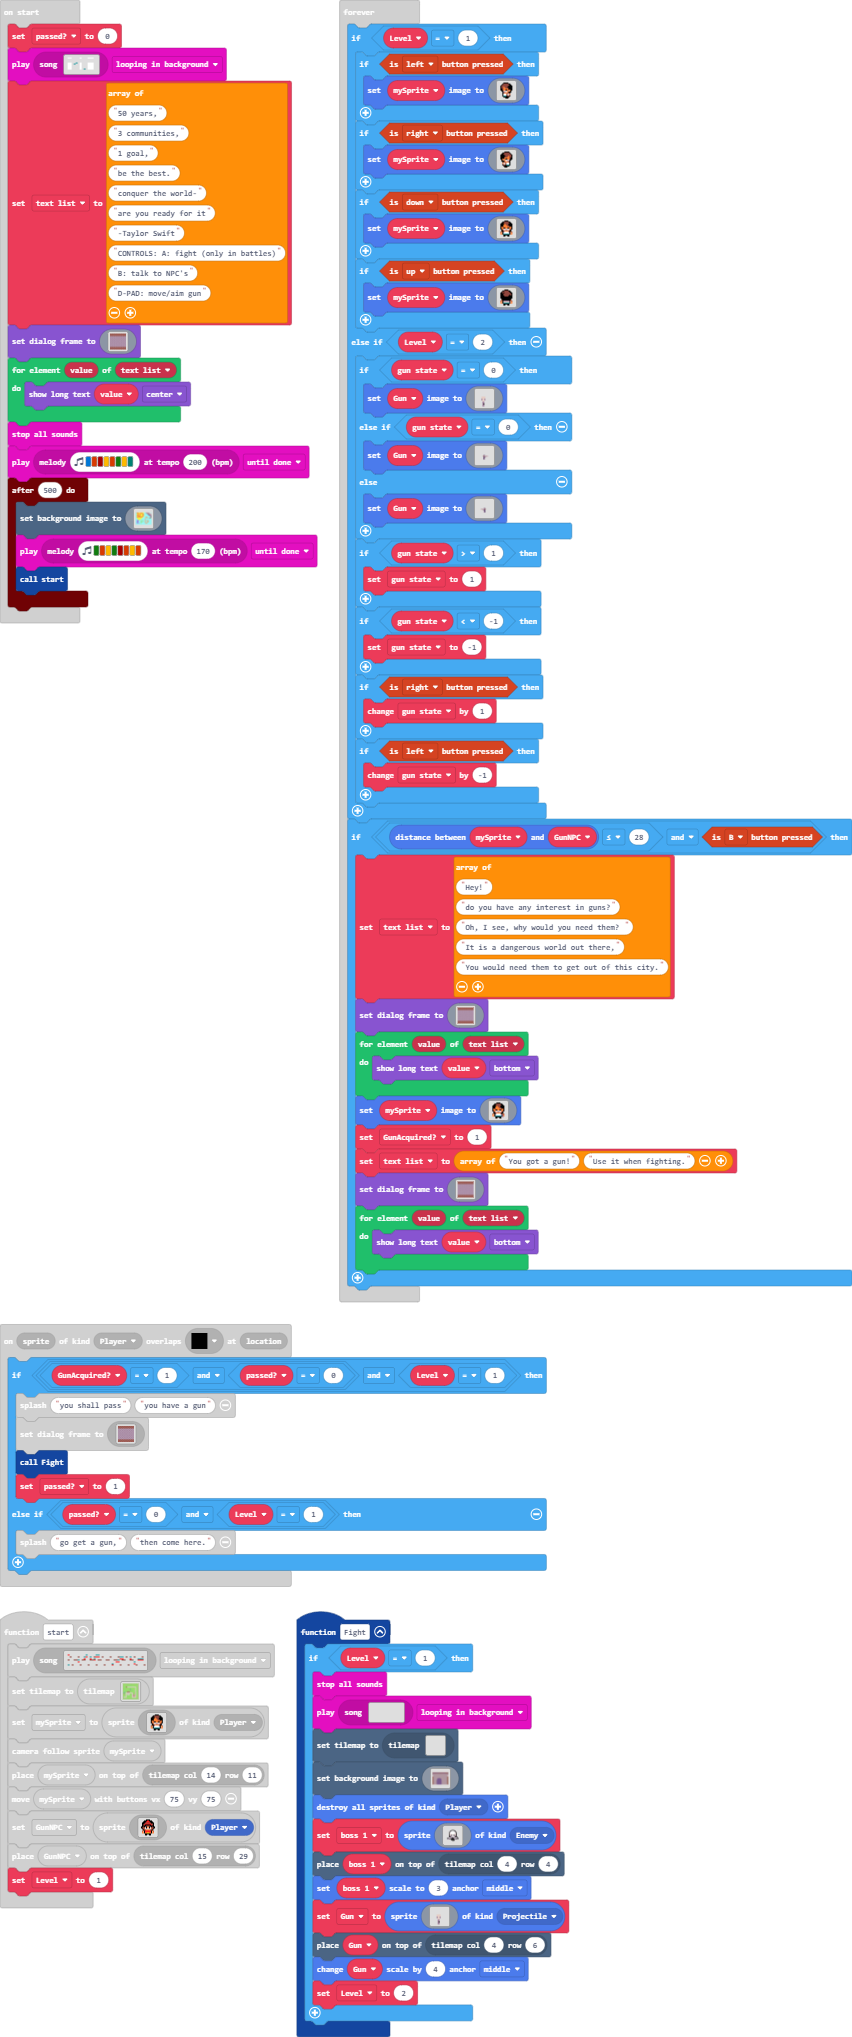 on start
set passed? to 0
play song looping in background
set text list to array of
"50 years,"
"3 communities,"
"1 goal,"
"be the best.
"conquer the world-"
"are you ready for it"
"-Taylor Swift"
"CONTROLS: A: fight (only in battles)"
"B: talk to NPC's"
"D-PAD: move/aim gun"
set dialog frame to
for element value of text list
do show long text value center
stop all sounds
play melody at tempo 200 (bpm) until done
after 500 do
set background image to
play melody at tempo 170 (bpm) until done
call start
forever
if Level = 1 then
if is left button pressed then
set mySprite image to
if is right button pressed then
set mySprite image to
if is down button pressed then
set mySprite image to
if is up button pressed then
set mySprite image to
else if Level = 2 then
if gun state = 0 then
set Gun image to
else if gun state = 0 then
set Gun image to
else
set Gun image to
if gun state > 1 then
set gun state to 1
if gun state < -1 then
set gun state to -1
if is right button pressed then
change gun state by 1
if is left button pressed then
change gun state by -1
if distance between mySprite and GunNPC ≤ 28 and is B button pressed then
set text list to array of
"Hey!"
"do you have any interest in guns?"
"Oh, I see, why would you need them? "
"It is a dangerous world out there,"
"You would need them to get out of this city."
set dialog frame to
for element value of text list
do show long text value bottom
set mySprite image to
set GunAcquired? to 1
set text list to array of "You got a gun!" "Use it when fighting."
set dialog frame to
for element value of text list
do show long text value bottom
on sprite of kind Player overlaps at location
if GunAcquired? = 1 and passed? = 0 and Level = 1 then
splash "you shall pass" "you have a gun"
set dialog frame to
call Fight
set passed? to 1
else if passed? = 0 and Level = 1 then
splash "go get a gun," "then come here."
function start
play song looping in background
set tilemap to tilemap
set mySprite to sprite of kind Player
camera follow sprite mySprite
place mySprite on top of tilemap col 14 row 11
move mySprite with buttons vx 75 vy 75
set GunNPC to sprite of kind Player
place GunNPC on top of tilemap col 15 row 29
set Level to 1
function Fight
if Level = 1 then
stop all sounds
play song looping in background
set tilemap to tilemap
set background image to
destroy all sprites of kind Player
set boss 1 to sprite of kind Enemy
place boss 1 on top of tilemap col 4 row 4
set boss 1 scale to 3 anchor middle
set Gun to sprite of kind Projectile
place Gun on top of tilemap col 4 row 6
change Gun scale by 4 anchor middle
set Level to 2